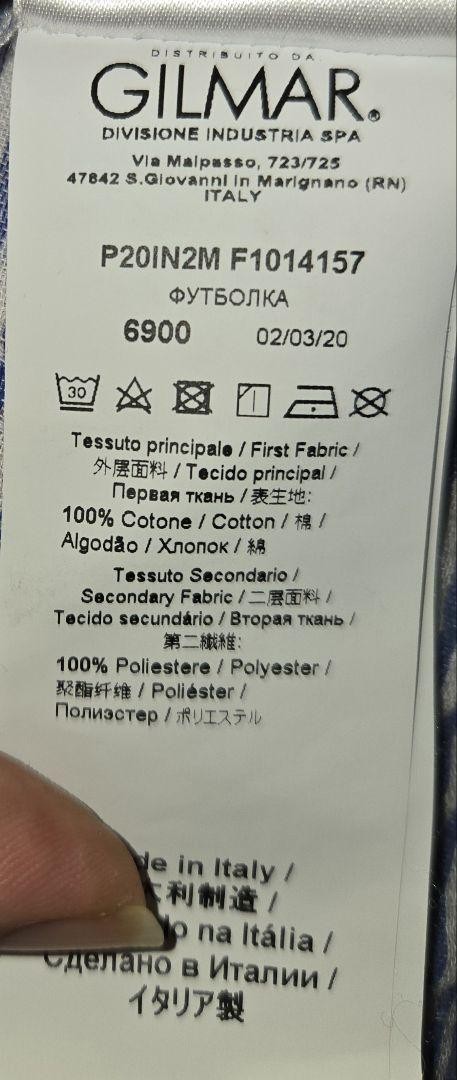 DISTRIBUITO DA
GILMAR®
DIVISIONE INDUSTRIA SPA
Via Malpasso, 723/725
47842 S.Giovanni in Marignano (RN)
ITALY
P20IN2M F1014157
ФУТБОЛКА
6900 02/03/20
30
Tessuto principale / First Fabric /
外层面料 / Tecido principal /
Первая ткань / 表生地:
100% Cotone / Cotton / 棉 /
Algodão / Хлопок / 綿
Tessuto Secondario /
Secondary Fabric / 二层面料 /
Tecido secundário / Вторая ткань /
第二繊維:
100% Poliestere / Polyester /
聚酯纤维 / Poliéster /
Полиэстер / ポリエステル
de in Italy /
利制造 /
do na Itália /
Сделано в Италии /
イタリア製